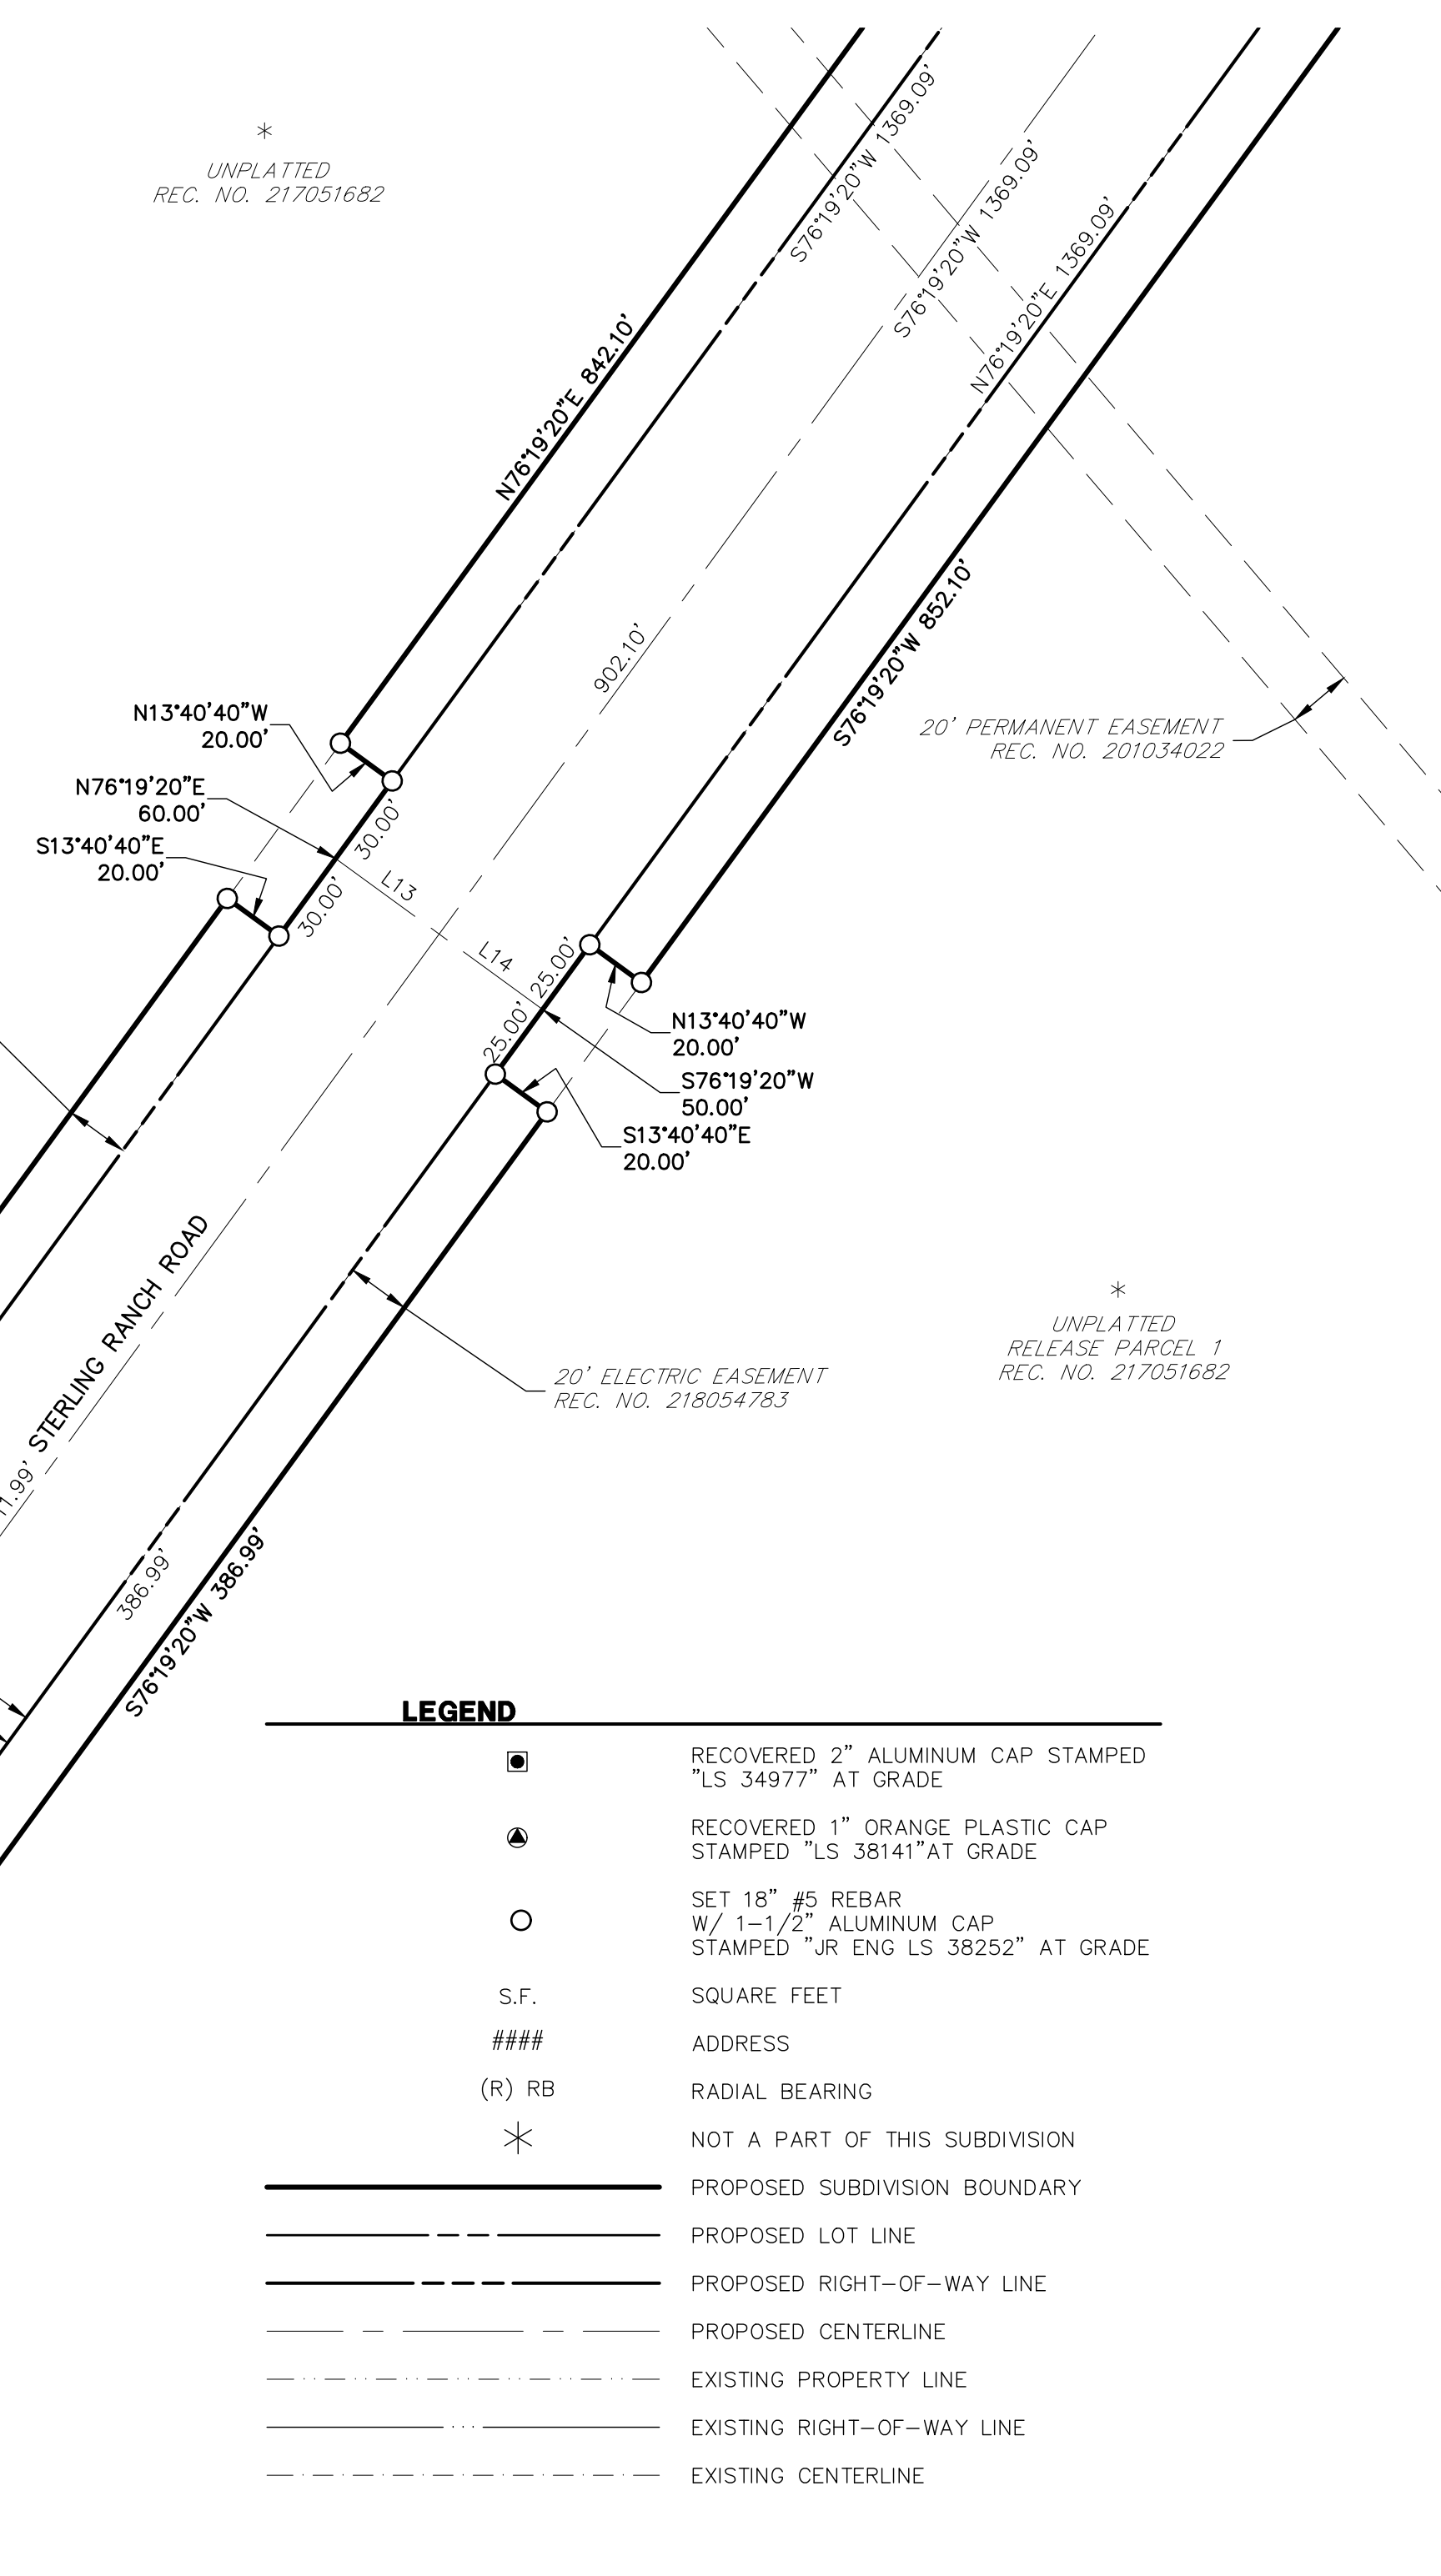 *
UNPLATTED
REC. NO. 217051682
S76°19'20"W 1369.09'
S76°19'20"W 1369.09'
N76°19'20"E 1369.09'
N76°19'20"E 842.10'
902.10'
S76°19'20"W 852.10'
20' PERMANENT EASEMENT
REC. NO. 201034022
N13°40'40"W
20.00'
N76°19'20"E
60.00'
S13°40'40"E
20.00'
30.00'
30.00'
L13
L14
25.00'
25.00'
N13°40'40"W
20.00'
S76°19'20"W
50.00'
S13°40'40"E
20.00'
STERLING RANCH ROAD
*
UNPLATTED
RELEASE PARCEL 1
REC. NO. 217051682
20' ELECTRIC EASEMENT
REC. NO. 218054783
386.99'
S76°19'20"W 386.99'
LEGEND
RECOVERED 2" ALUMINUM CAP STAMPED
"LS 34977" AT GRADE
RECOVERED 1" ORANGE PLASTIC CAP
STAMPED "LS 38141"AT GRADE
SET 18" #5 REBAR
W/ 1-1/2" ALUMINUM CAP
STAMPED "JR ENG LS 38252" AT GRADE
S.F. SQUARE FEET
#### ADDRESS
(R) RB RADIAL BEARING
* NOT A PART OF THIS SUBDIVISION
PROPOSED SUBDIVISION BOUNDARY
PROPOSED LOT LINE
PROPOSED RIGHT-OF-WAY LINE
PROPOSED CENTERLINE
EXISTING PROPERTY LINE
EXISTING RIGHT-OF-WAY LINE
EXISTING CENTERLINE